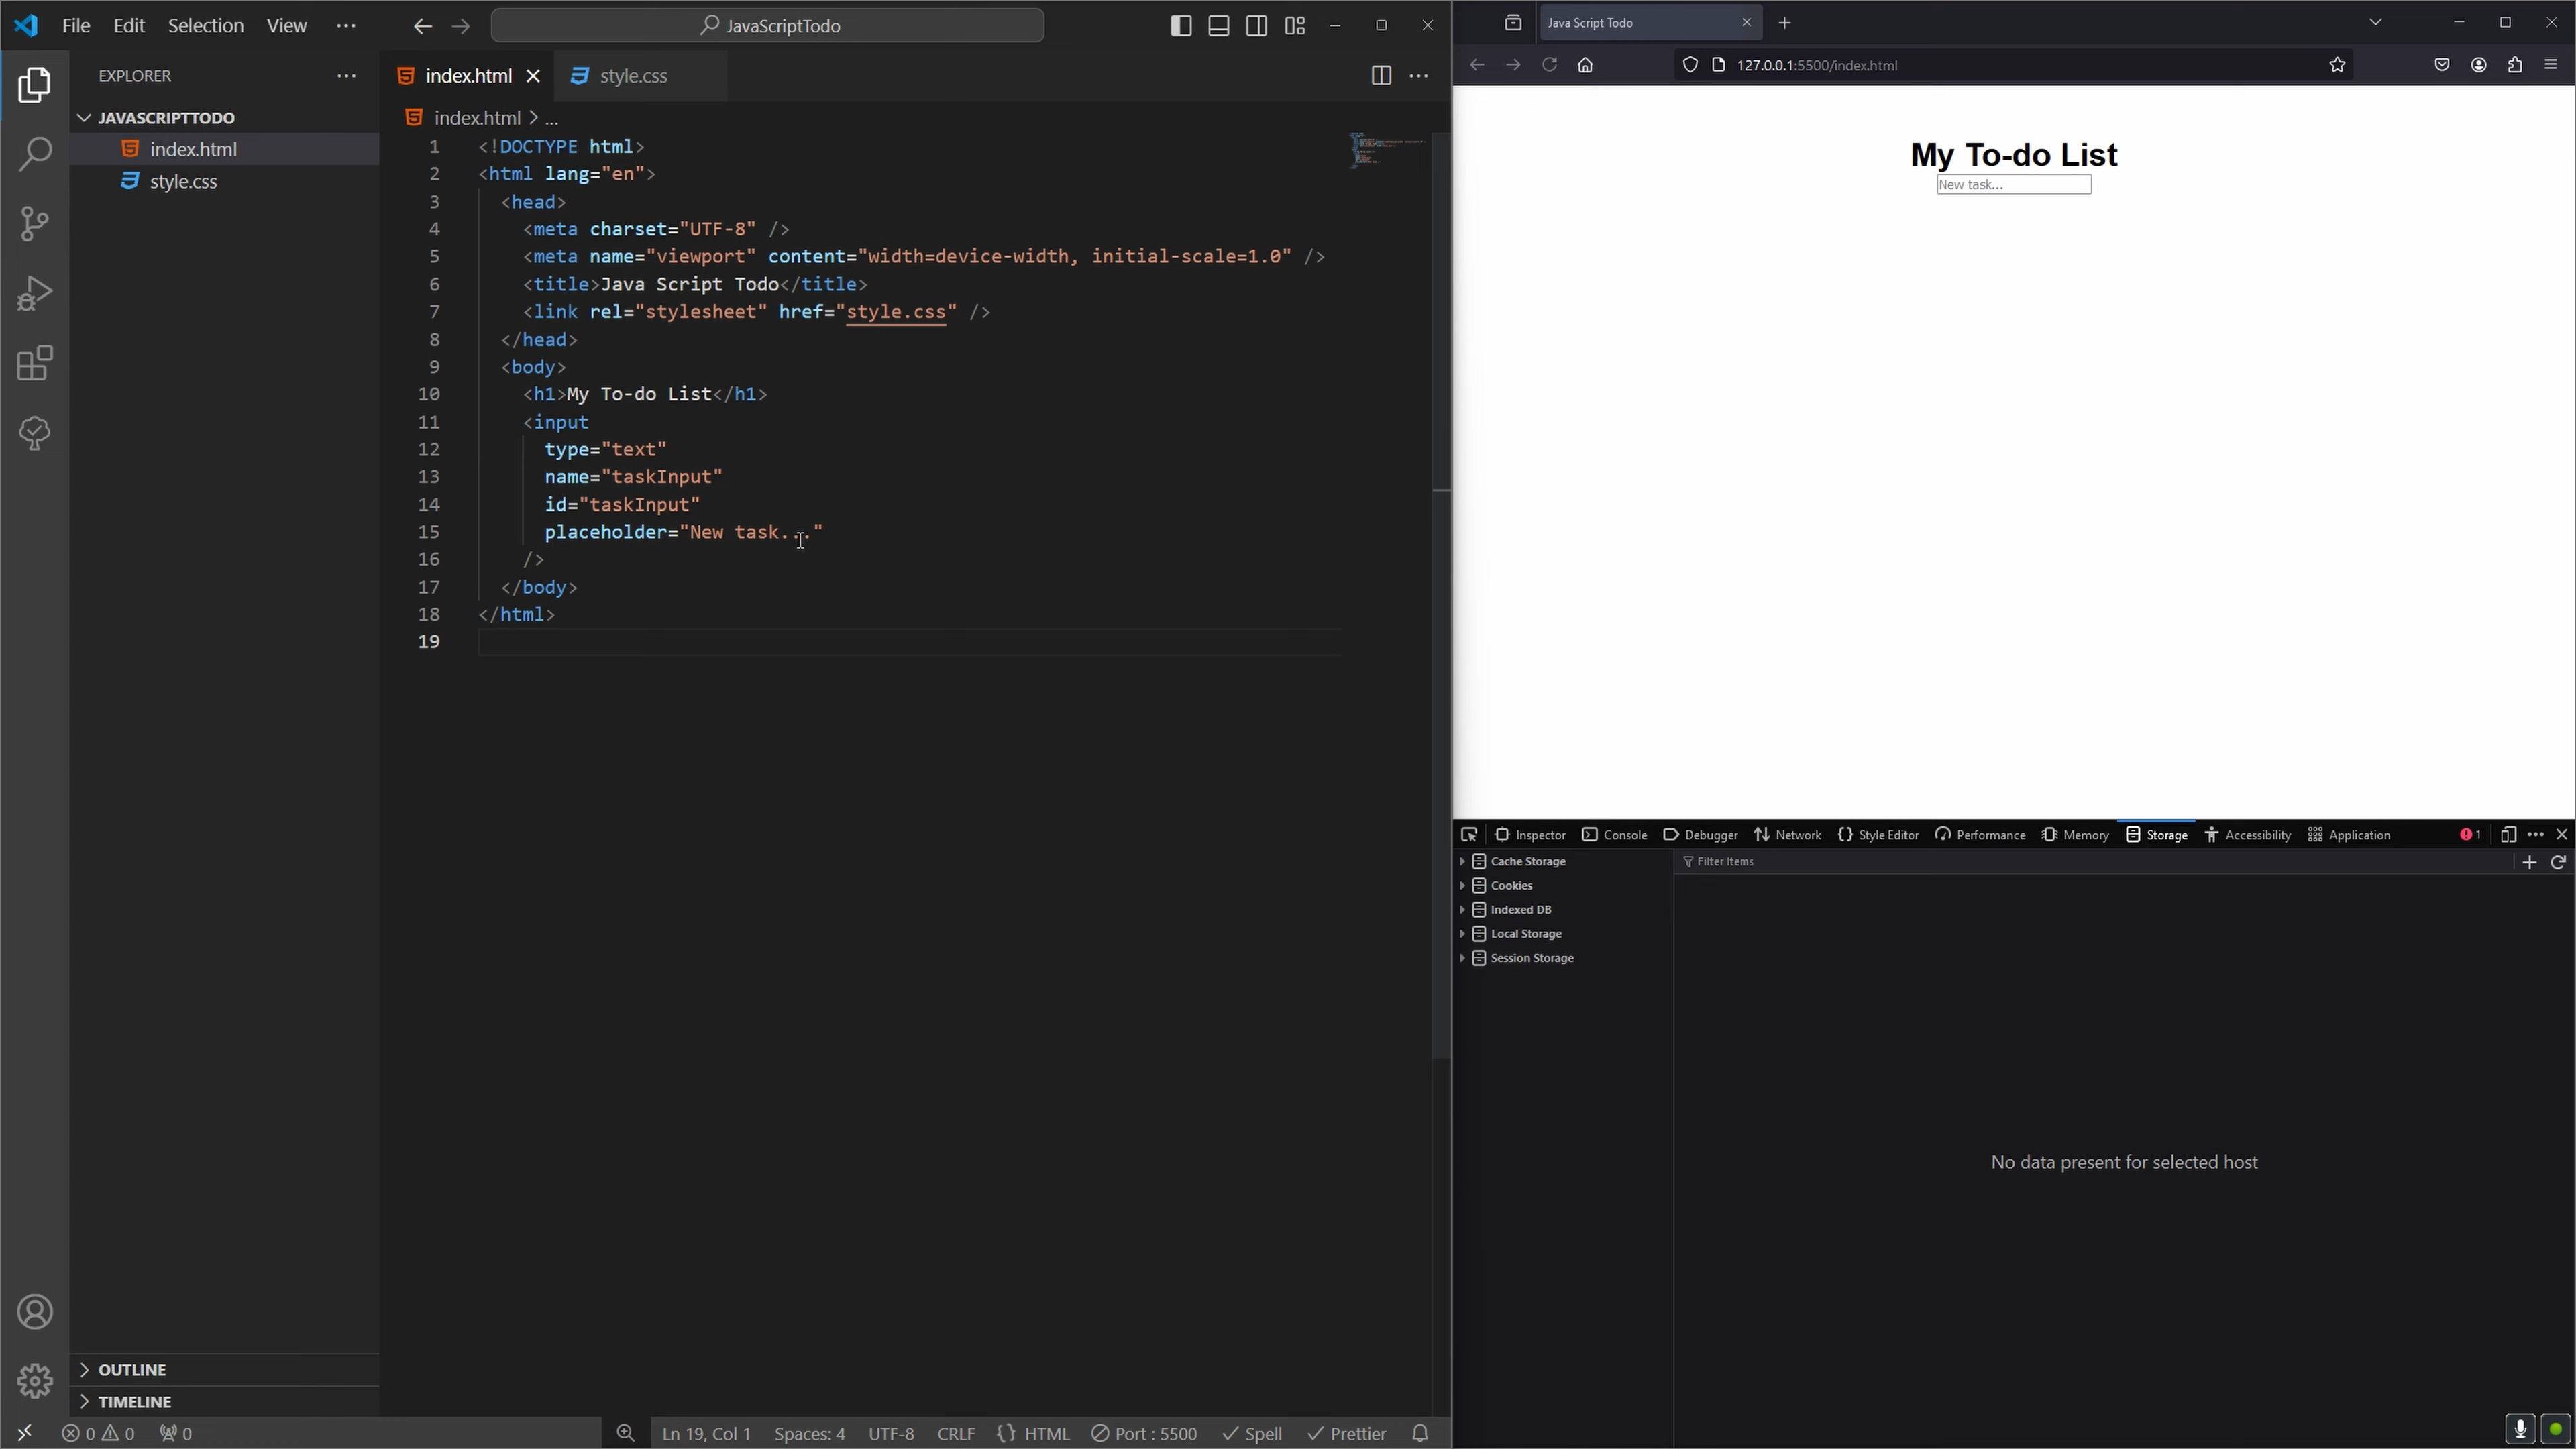 File Edit Selection View ...
JavaScriptTodo
EXPLORER
JAVASCRIPTTODO
index.html
style.css
index.html
style.css
index.html > ...
1 <!DOCTYPE html>
2 <html lang="en">
3 <head>
4 <meta charset="UTF-8" />
5 <meta name="viewport" content="width=device-width, initial-scale=1.0" />
6 <title>Java Script Todo</title>
7 <link rel="stylesheet" href="style.css" />
8 </head>
9 <body>
10 <h1>My To-do List</h1>
11 <input
12 type="text"
13 name="taskInput"
14 id="taskInput"
15 placeholder="New task..."
16 />
17 </body>
18 </html>
19
OUTLINE
TIMELINE
0 0 0
Ln 19, Col 1 Spaces: 4 UTF-8 CRLF {} HTML Port : 5500 Spell Prettier
Java Script Todo
127.0.0.1:5500/index.html
My To-do List
New task...
Inspector Console Debugger Network Style Editor Performance Memory Storage Accessibility Application 1
Cache Storage
Cookies
Indexed DB
Local Storage
Session Storage
Filter Items
No data present for selected host